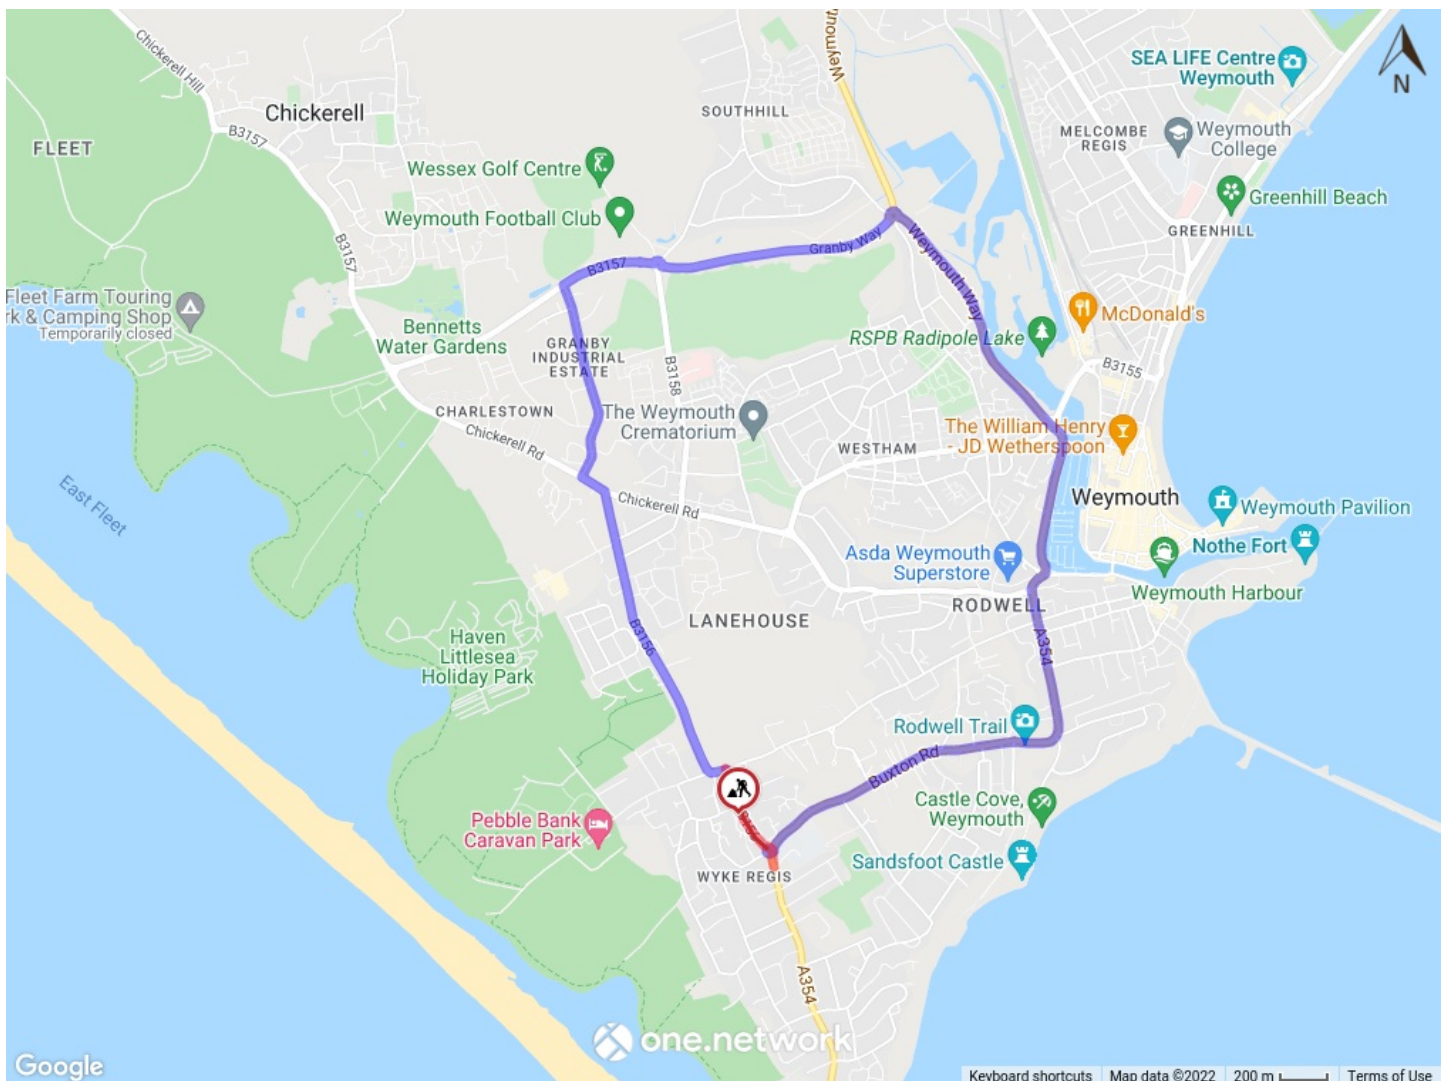 Chickerell Hill
Chickerell
FLEET
B3157
SOUTHHILL
Weymouth
SEA LIFE Centre
Weymouth
N
MELCOMBE
REGIS
Weymouth
College
Wessex Golf Centre
Weymouth Football Club
Greenhill Beach
GREENHILL
B3157
B3157
Granby Way
Weymouth Way
Fleet Farm Touring
rk & Camping Shop
Temporarily closed
Bennetts
Water Gardens
GRANBY
INDUSTRIAL
ESTATE
RSPB Radipole Lake
McDonald's
B3155
B3158
CHARLESTOWN
Chickerell Rd
The Weymouth
Crematorium
WESTHAM
The William Henry
- JD Wetherspoon
Weymouth
East Fleet
Chickerell Rd
Weymouth Pavilion
Nothe Fort
Asda Weymouth
Superstore
Weymouth Harbour
RODWELL
LANEHOUSE
B3156
A354
Haven
Littlesea
Holiday Park
Rodwell Trail
Buxton Rd
Castle Cove,
Weymouth
Pebble Bank
Caravan Park
Sandsfoot Castle
WYKE REGIS
A354
one.network
Google
Keyboard shortcuts
Map data ©2022
200 m
Terms of Use